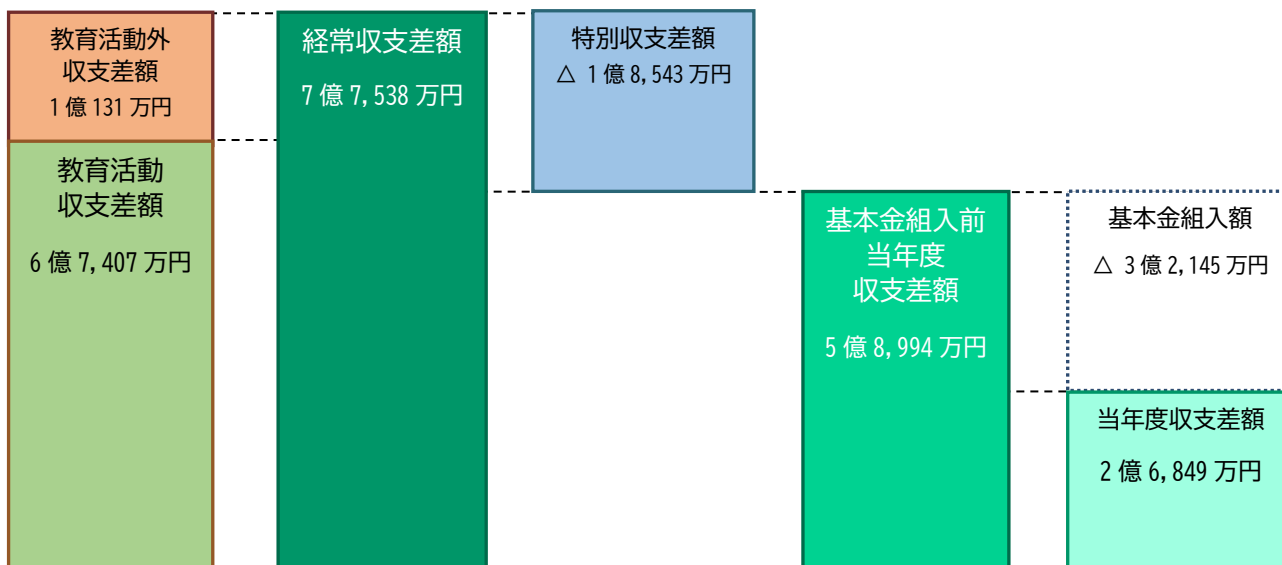 教育活動外
収支差額
1億131万円
教育活動
収支差額
6億7,407万円
経常収支差額
7億7,538万円
特別収支差額
△ 1億8,543万円
基本金組入前
当年度
収支差額
5億8,994万円
基本金組入額
△ 3億2,145万円
当年度収支差額
2億6,849万円